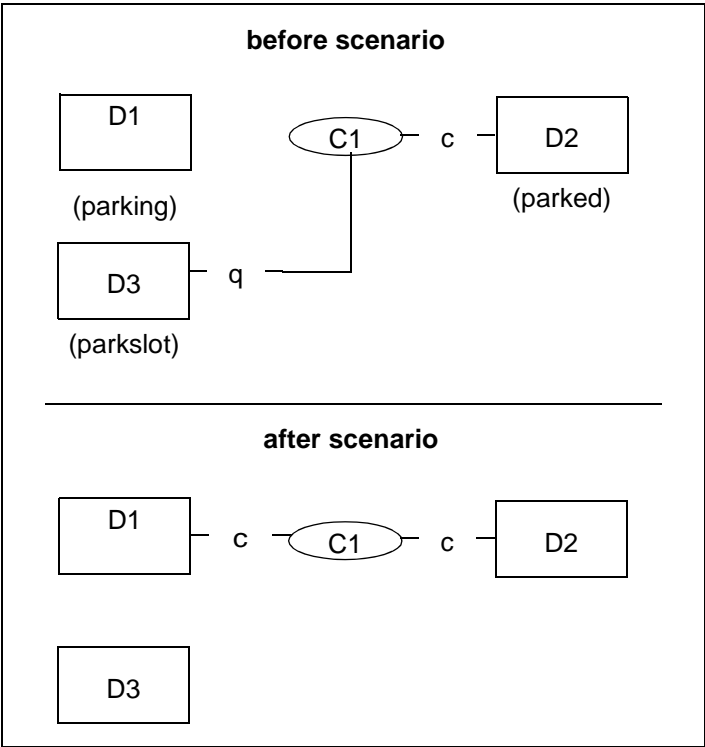 before scenario
D1
C1 c D2
(parking)
(parked)
D3 q
(parkslot)
after scenario
D1
c C1 c D2
D3